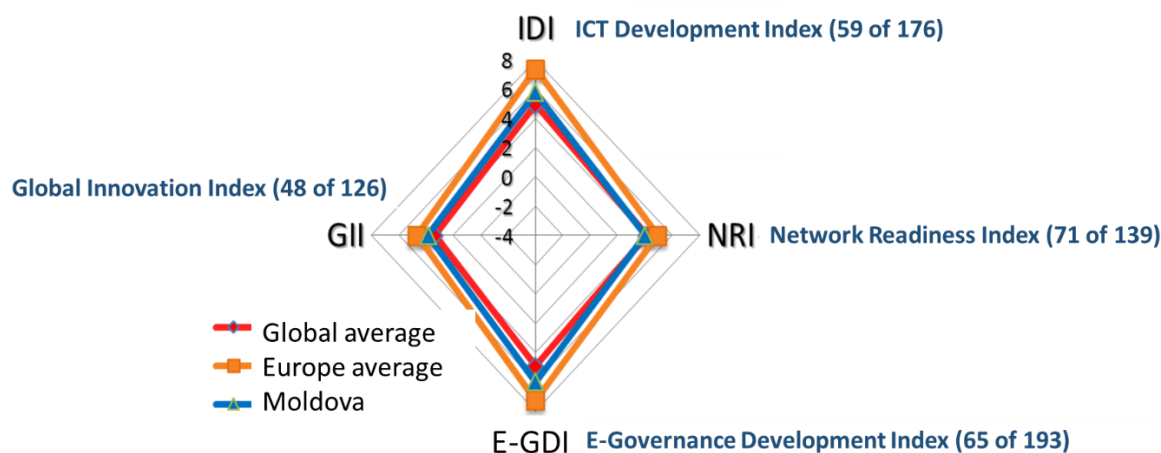 IDI ICT Development Index (59 of 176)
8
6
4
2
0
-2
-4
Global Innovation Index (48 of 126)
GII
NRI Network Readiness Index (71 of 139)
Global average
Europe average
Moldova
E-GDI E-Governance Development Index (65 of 193)